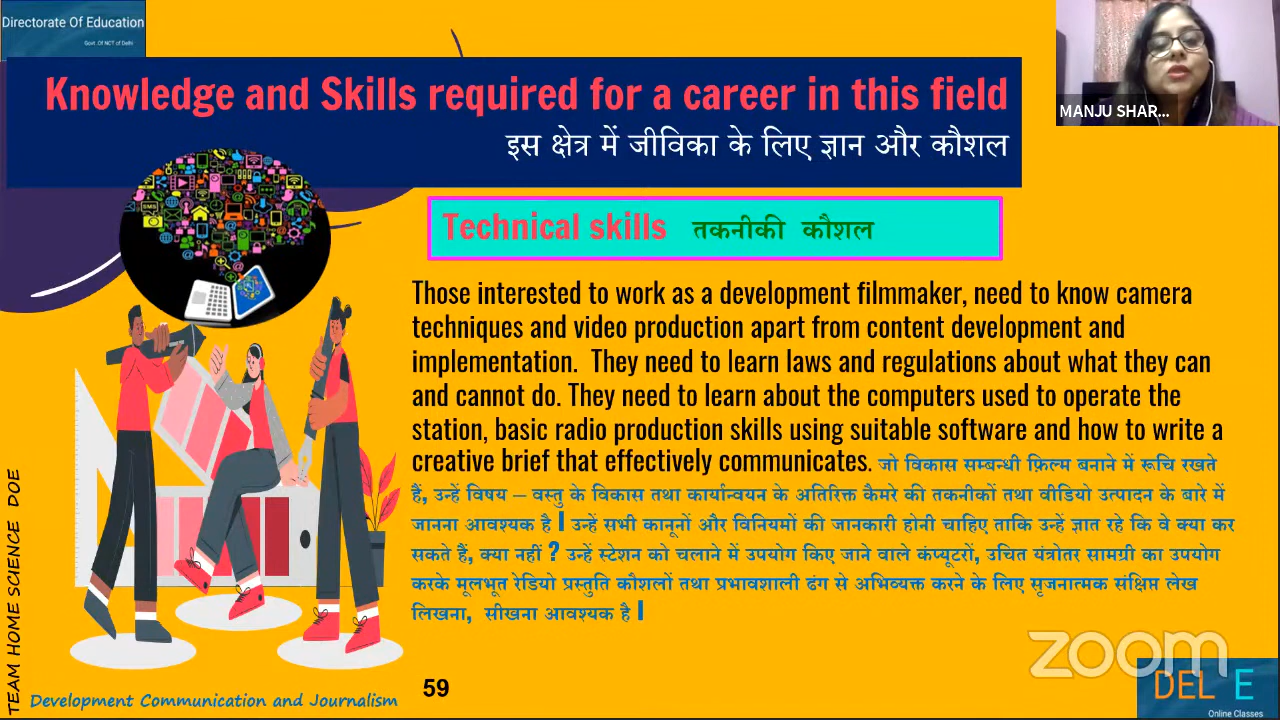 Directorate Of Education
Govt. Of NCT of Delhi
MANJU SHAR...
Knowledge and Skills required for a career in this field
इस क्षेत्र में जीविका के लिए ज्ञान और कौशल
Technical skills तकनीकी कौशल
Those interested to work as a development filmmaker, need to know camera
techniques and video production apart from content development and
implementation. They need to learn laws and regulations about what they can
and cannot do. They need to learn about the computers used to operate the
station, basic radio production skills using suitable software and how to write a
creative brief that effectively communicates. जो विकास सम्बन्धी फ़िल्म बनाने में रूचि रखते
हैं, उन्हें विषय – वस्तु के विकास तथा कार्यान्वयन के अतिरिक्त कैमरे की तकनीकों तथा वीडियो उत्पादन के बारे में
जानना आवश्यक है | उन्हें सभी कानूनों और विनियमों की जानकारी होनी चाहिए ताकि उन्हें ज्ञात रहे कि वे क्या कर
सकते हैं, क्या नहीं ? उन्हें स्टेशन को चलाने में उपयोग किए जाने वाले कंप्यूटरों, उचित यंत्रोतर सामग्री का उपयोग
करके मूलभूत रेडियो प्रस्तुति कौशलों तथा प्रभावशाली ढंग से अभिव्यक्त करने के लिए सृजनात्मक संक्षिप्त लेख
लिखना, सीखना आवश्यक है |
SMS
TEAM HOME SCIENCE DOE
Development Communication and Journalism
59
zoom
DEL E
Online Classes